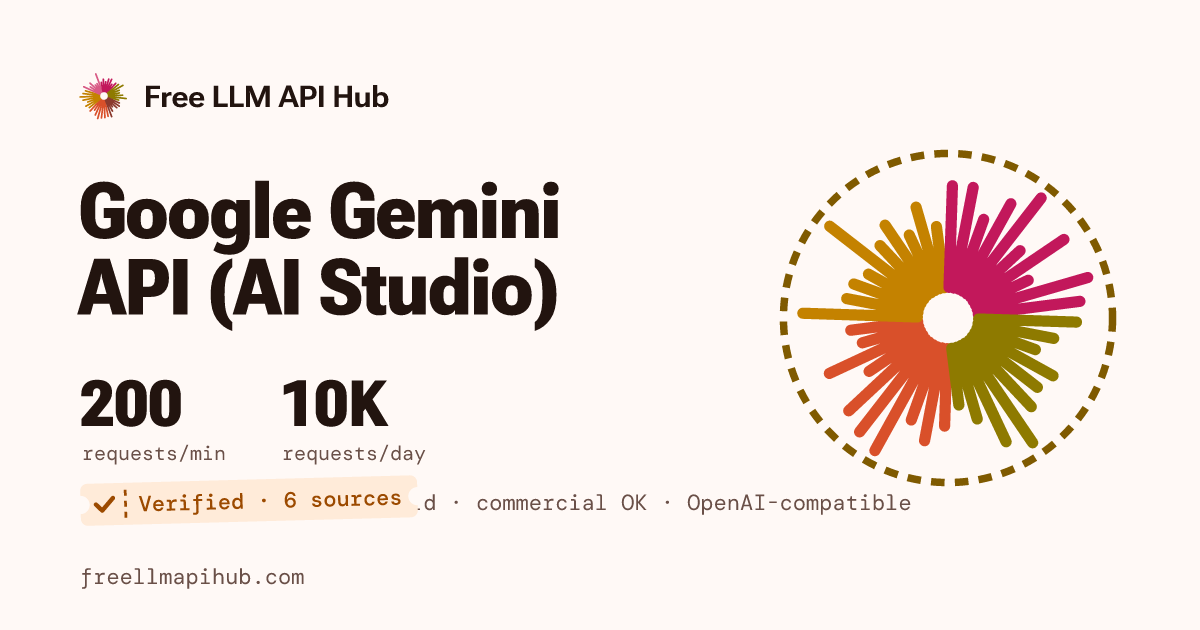 Free LLM API Hub
Google Gemini
API (AI Studio)
200 10K
requests/min requests/day
Verified · 6 sources · commercial OK · OpenAI-compatible
freellmapihub.com